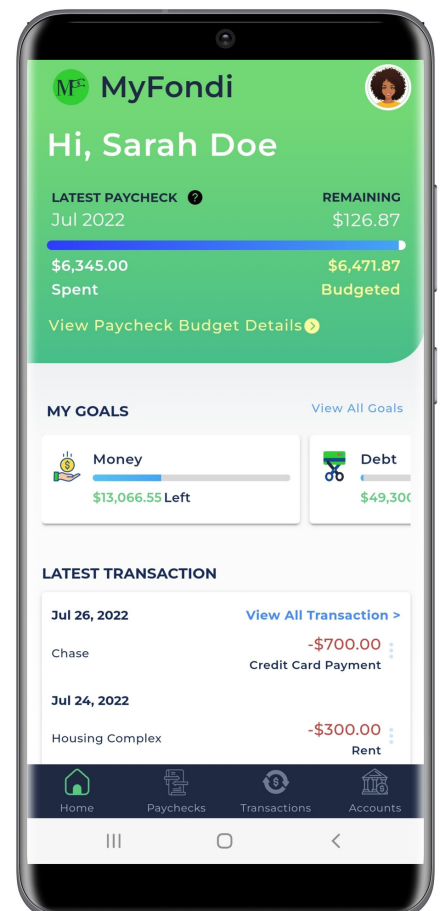 MF MyFondi
Hi, Sarah Doe
LATEST PAYCHECK ? REMAINING
Jul 2022 $126.87
$6,345.00 $6,471.87
Spent Budgeted
View Paycheck Budget Details
MY GOALS View All Goals
Money Debt
$13,066.55 Left $49,300
LATEST TRANSACTION
Jul 26, 2022 View All Transaction >
Chase -$700.00
Credit Card Payment
Jul 24, 2022
Housing Complex -$300.00
Rent
Home Paychecks Transactions Accounts